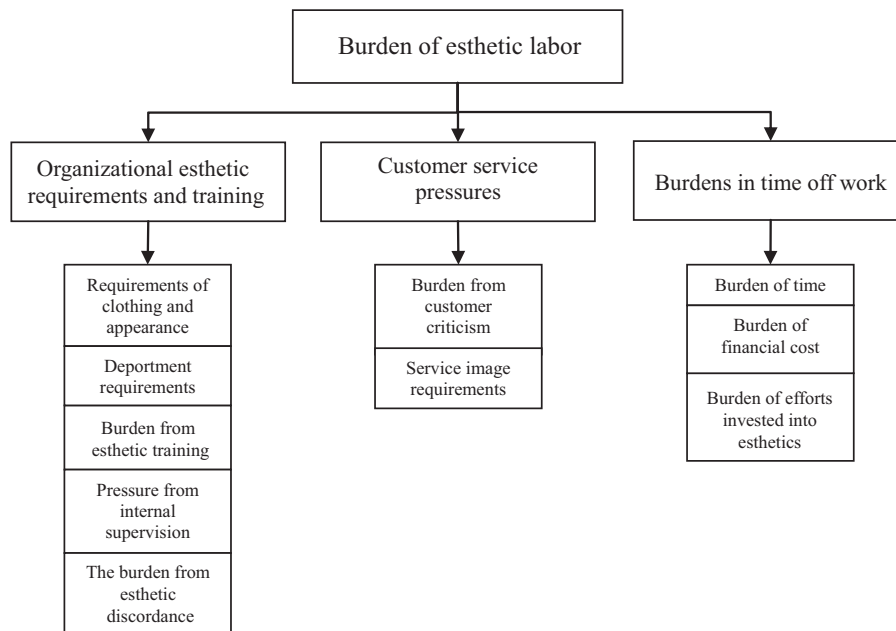 Burden of esthetic labor
Organizational esthetic
requirements and training
Customer service
pressures
Burdens in time off work
Requirements of
clothing and
appearance
Department
requirements
Burden from
esthetic training
Pressure from
internal
supervision
The burden from
esthetic
discordance
Burden from
customer
criticism
Service image
requirements
Burden of time
Burden of
financial cost
Burden of efforts
invested into
esthetics